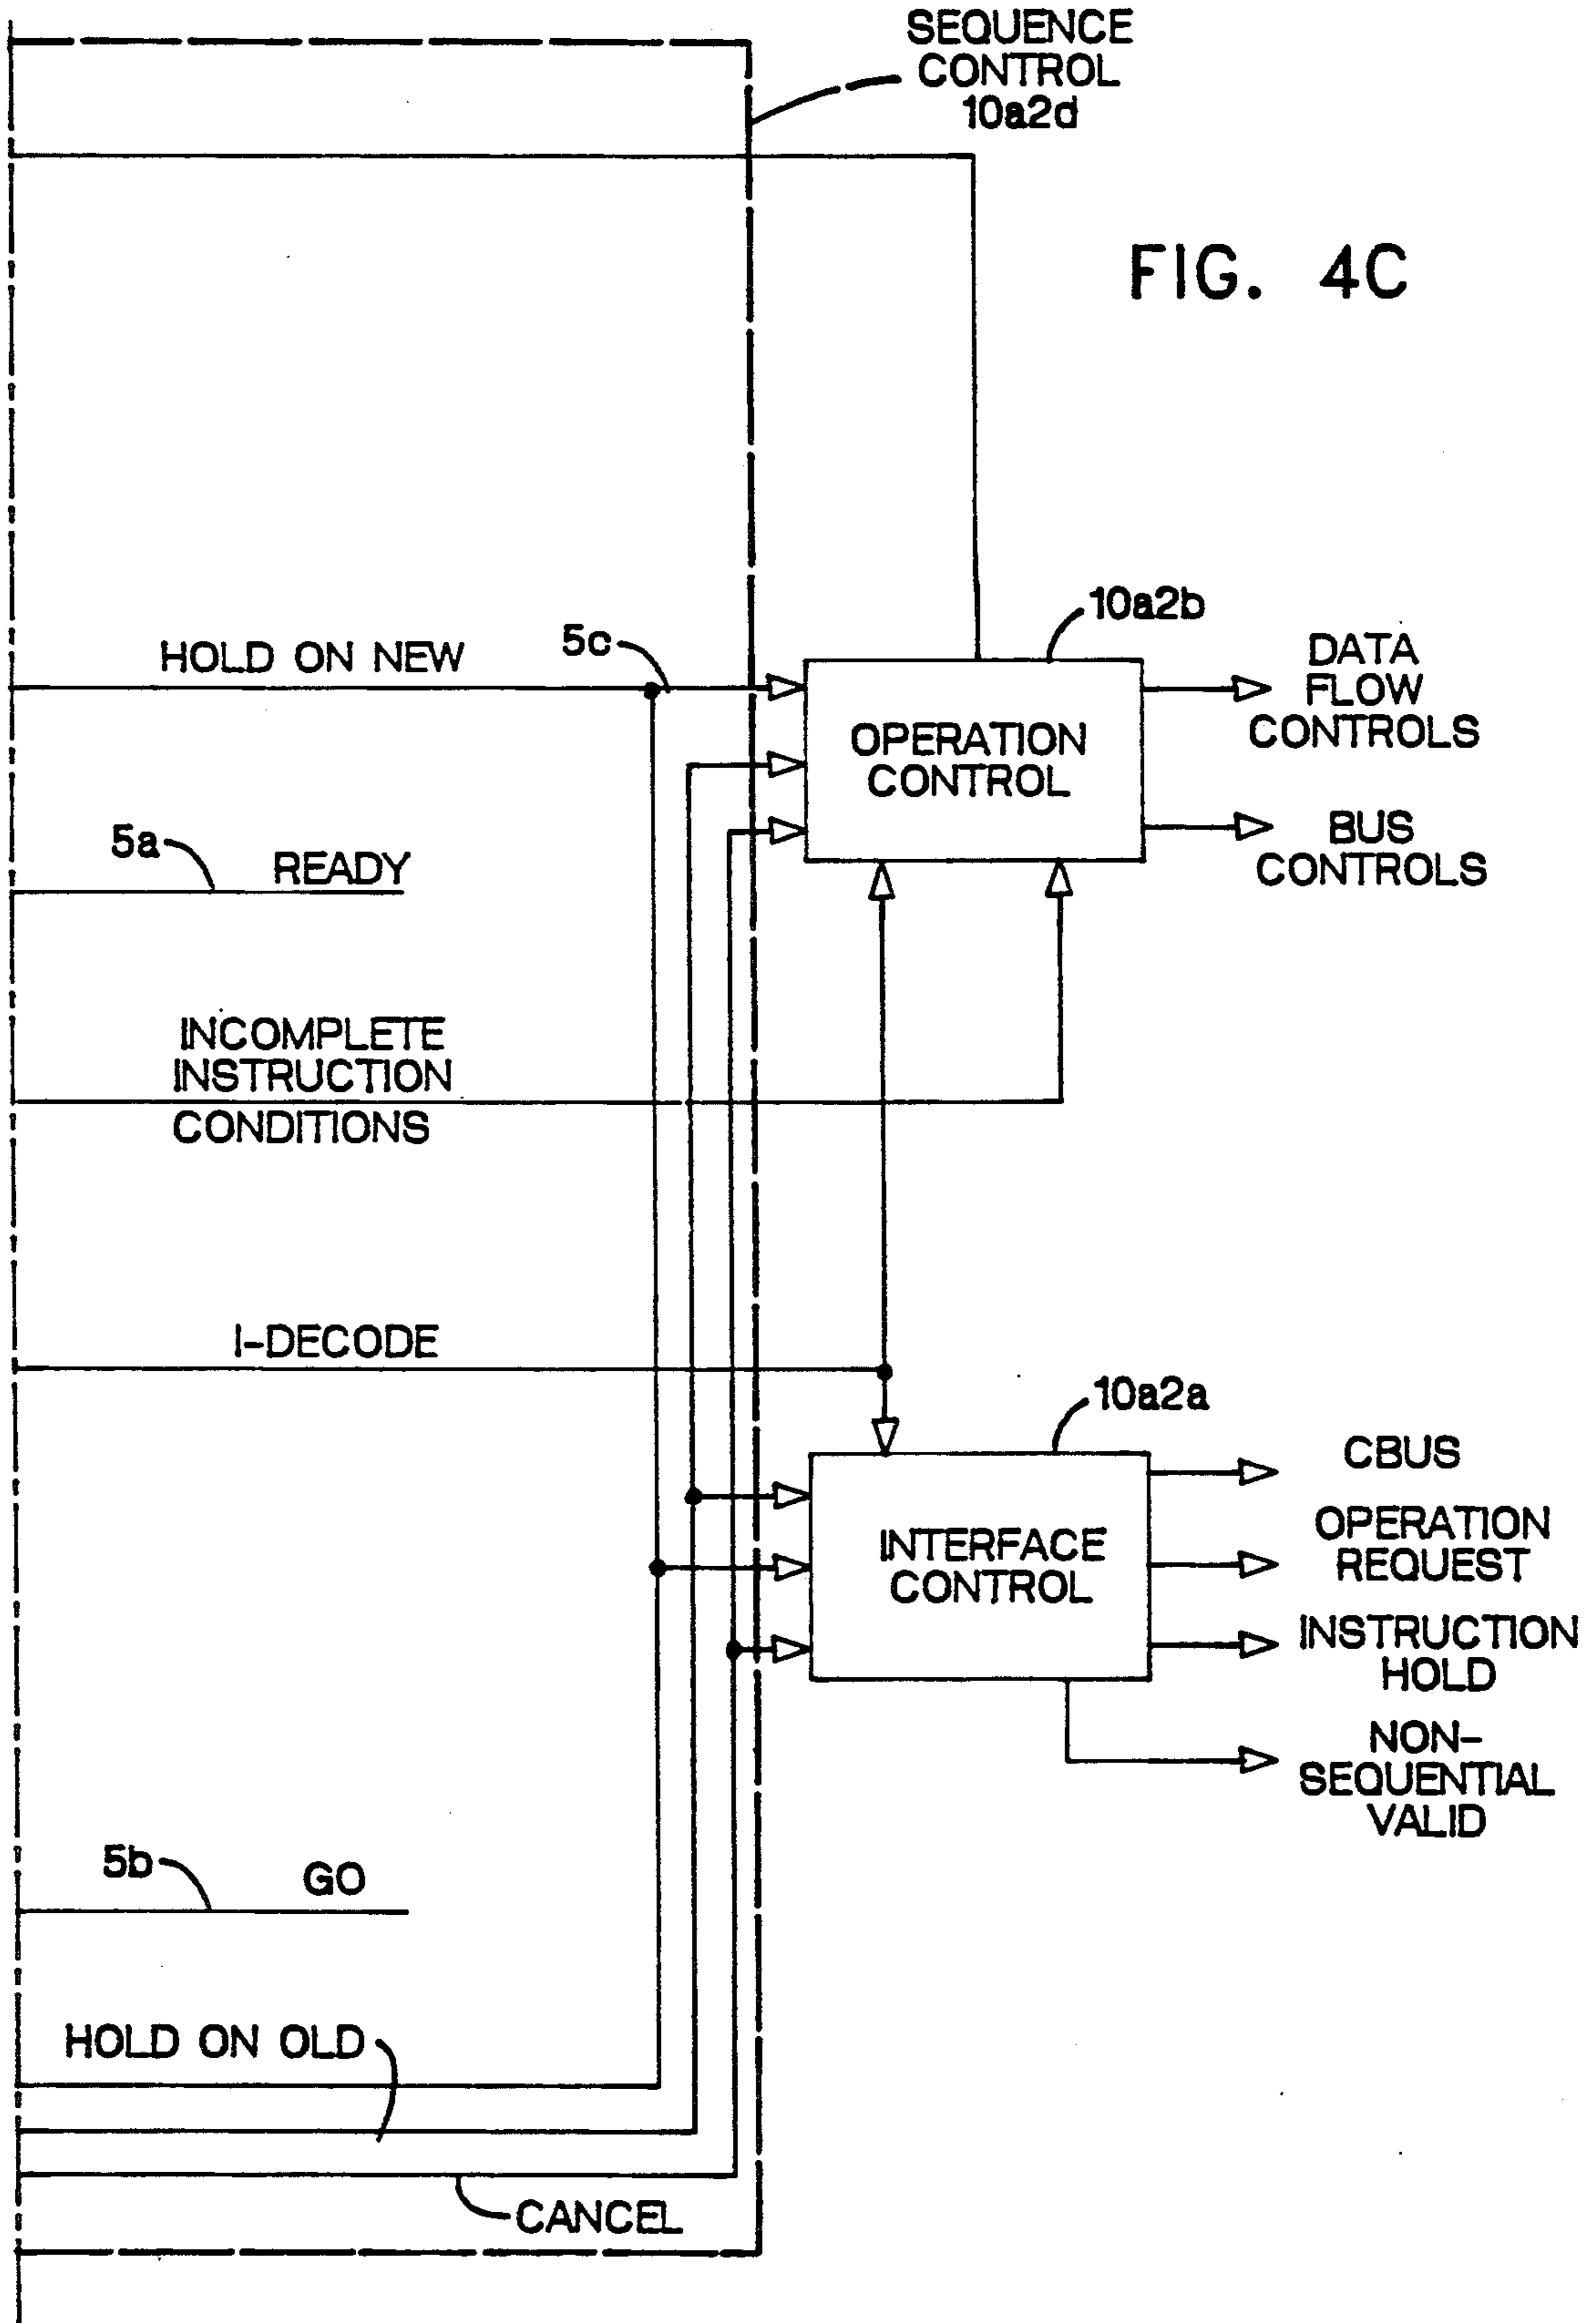 SEQUENCE
CONTROL
10a2d
FIG. 4C
10a2b
HOLD ON NEW
5c
DATA
FLOW
CONTROLS
OPERATION
CONTROL
5a
READY
BUS
CONTROLS
INCOMPLETE
INSTRUCTION
CONDITIONS
I-DECODE
10a2a
CBUS
OPERATION
REQUEST
INTERFACE
CONTROL
INSTRUCTION
HOLD
NON-
SEQUENTIAL
VALID
5b
GO
HOLD ON OLD
CANCEL